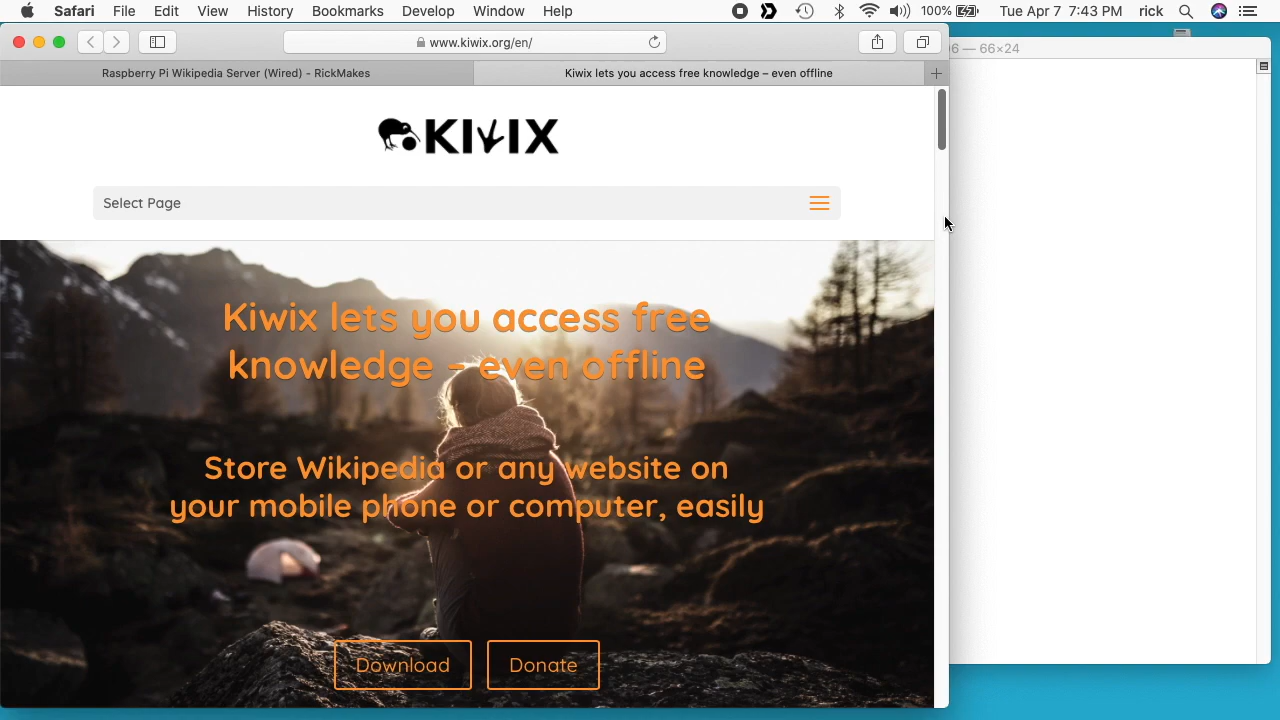 Safari File Edit View History Bookmarks Develop Window Help 100% Tue Apr 7 7:43 PM rick
www.kiwix.org/en/
06 — 66×24
Raspberry Pi Wikipedia Server (Wired) - RickMakes
Kiwix lets you access free knowledge – even offline
KIWIX
Select Page
Kiwix lets you access free
knowledge – even offline
Store Wikipedia or any website on
your mobile phone or computer, easily
Download Donate